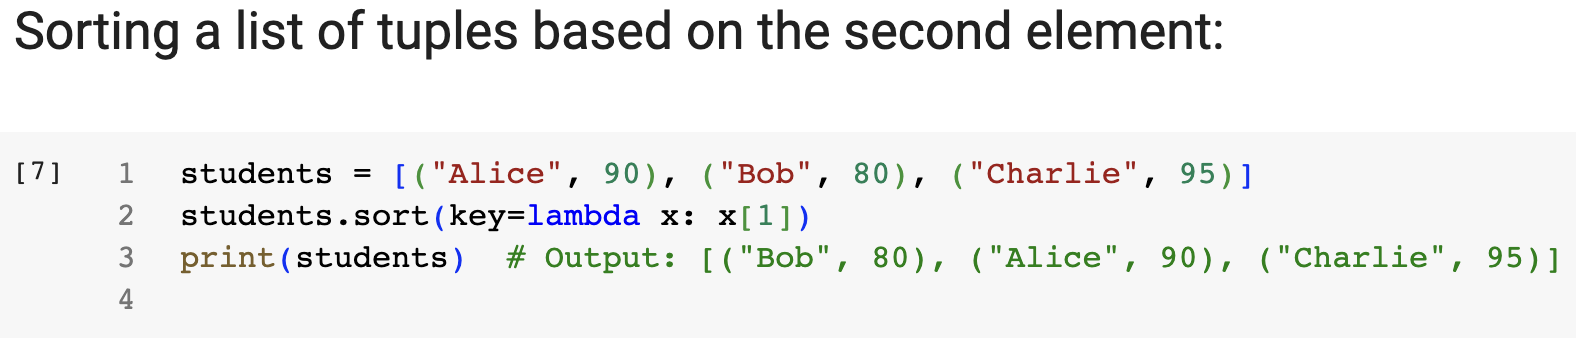 Sorting a list of tuples based on the second element:
[7] 1 students = [("Alice", 90), ("Bob", 80), ("Charlie", 95)]
2 students.sort(key=lambda x: x[1])
3 print(students)  # Output: [("Bob", 80), ("Alice", 90), ("Charlie", 95)]
4